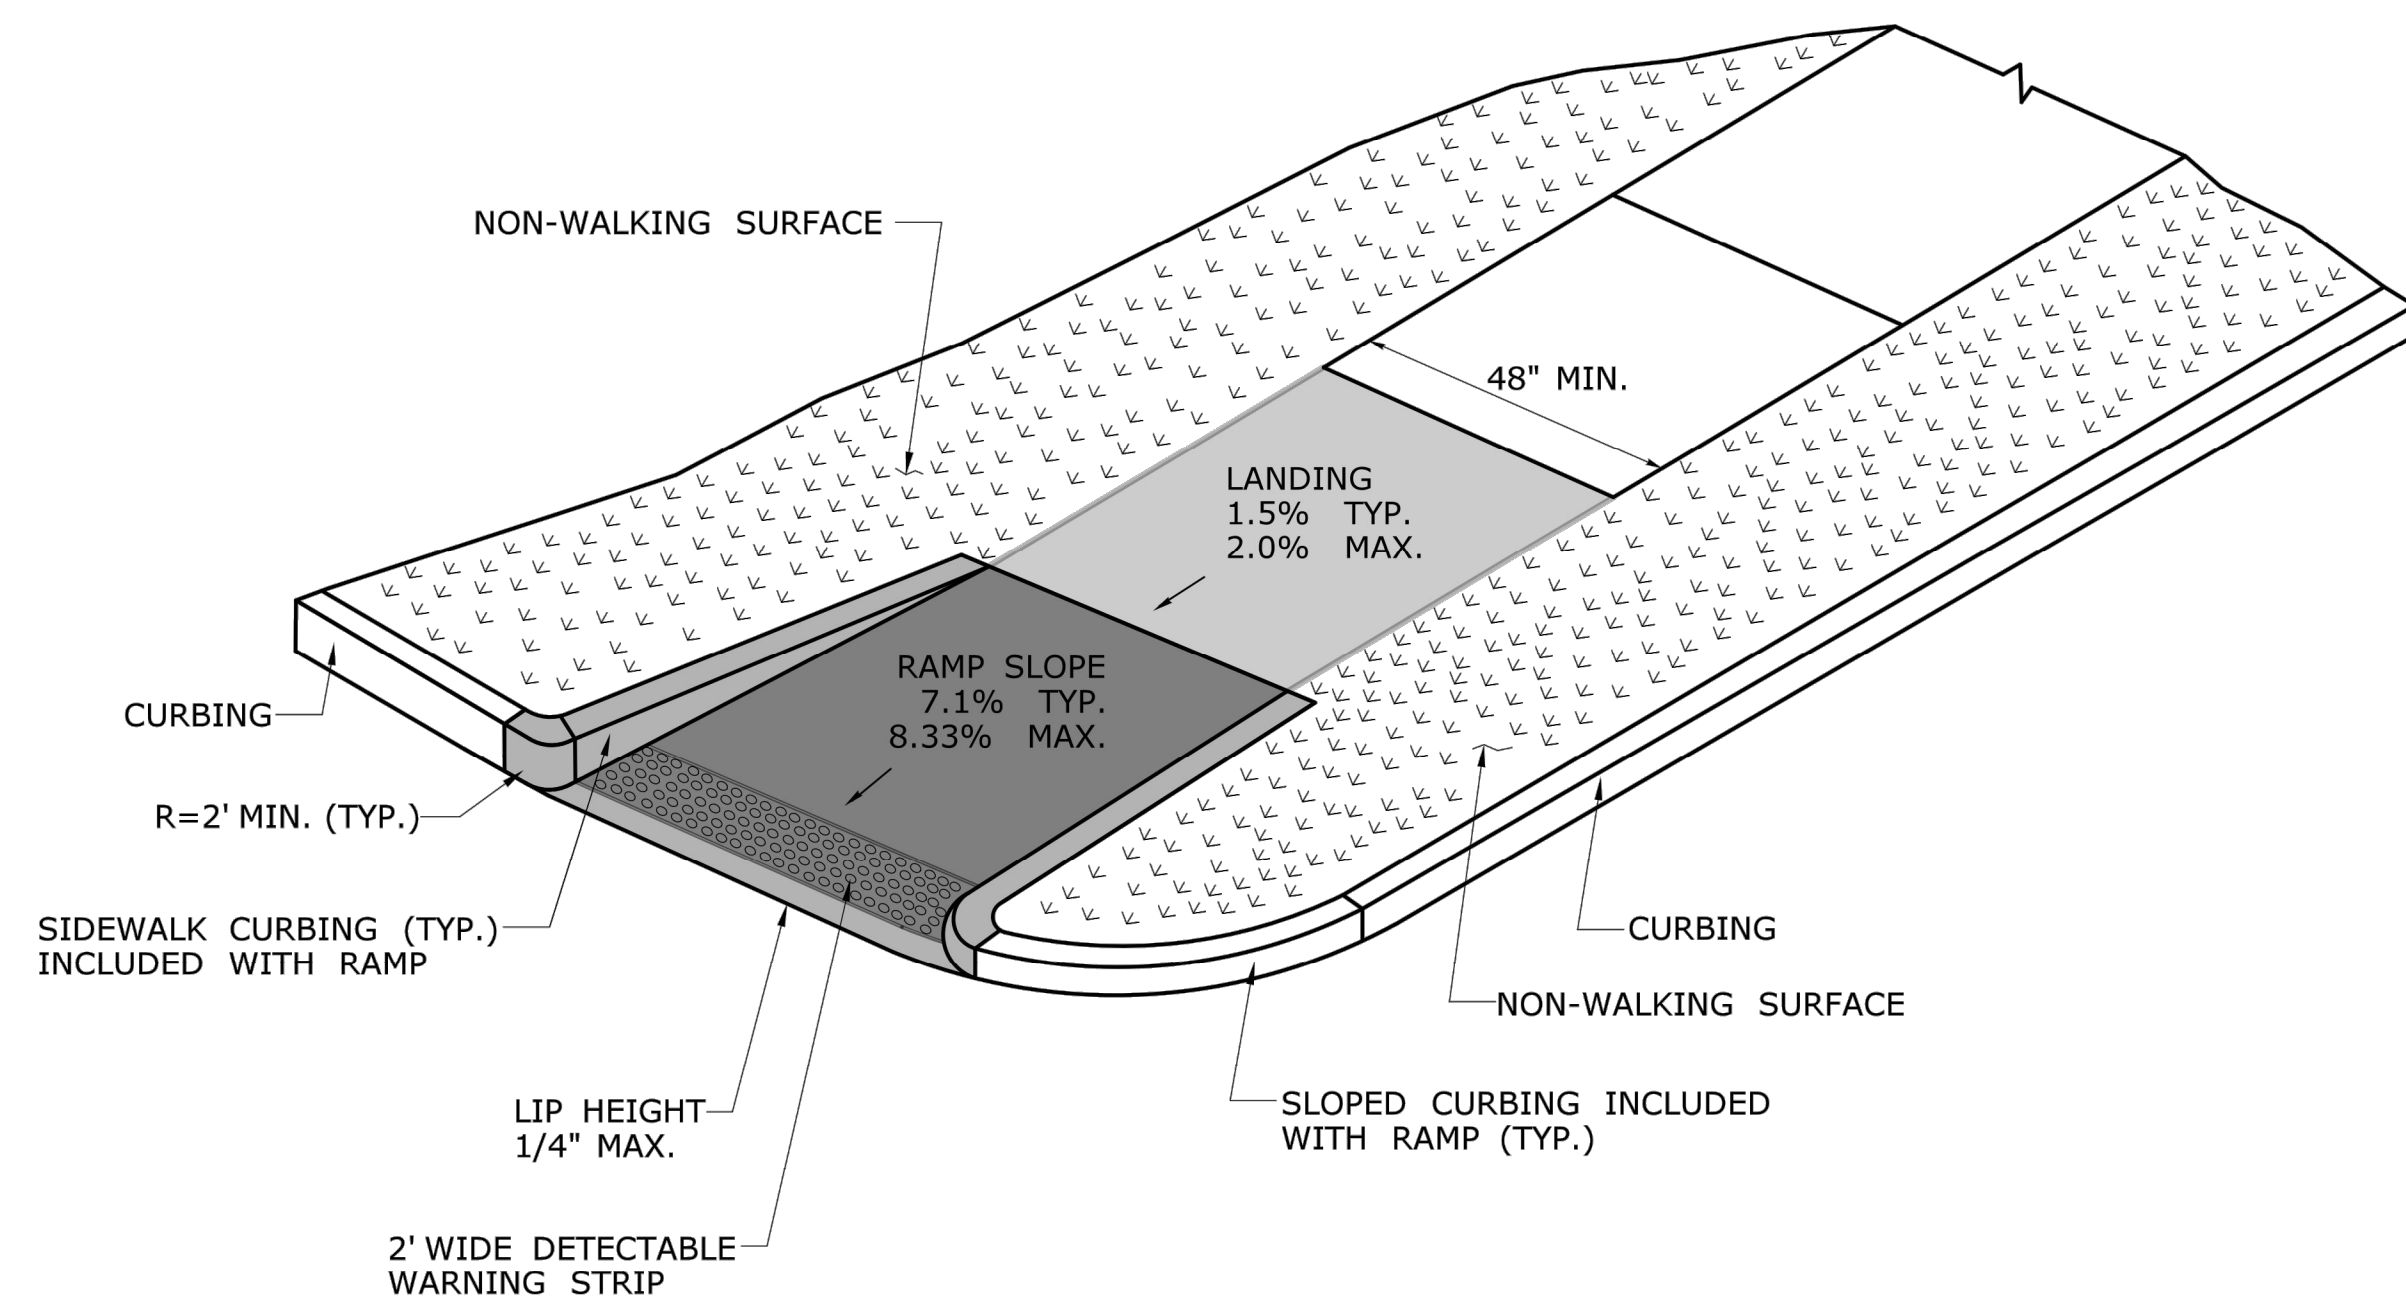 NON-WALKING SURFACE
48" MIN.
LANDING
1.5% TYP.
2.0% MAX.
RAMP SLOPE
7.1% TYP.
8.33% MAX.
CURBING
R=2' MIN. (TYP.)
SIDEWALK CURBING (TYP.)
INCLUDED WITH RAMP
CURBING
NON-WALKING SURFACE
LIP HEIGHT
1/4" MAX.
SLOPED CURBING INCLUDED
WITH RAMP (TYP.)
2' WIDE DETECTABLE
WARNING STRIP